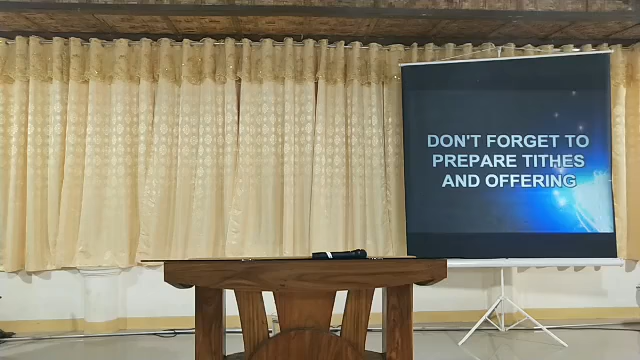 DON'T FORGET TO
PREPARE TITHES
AND OFFERING